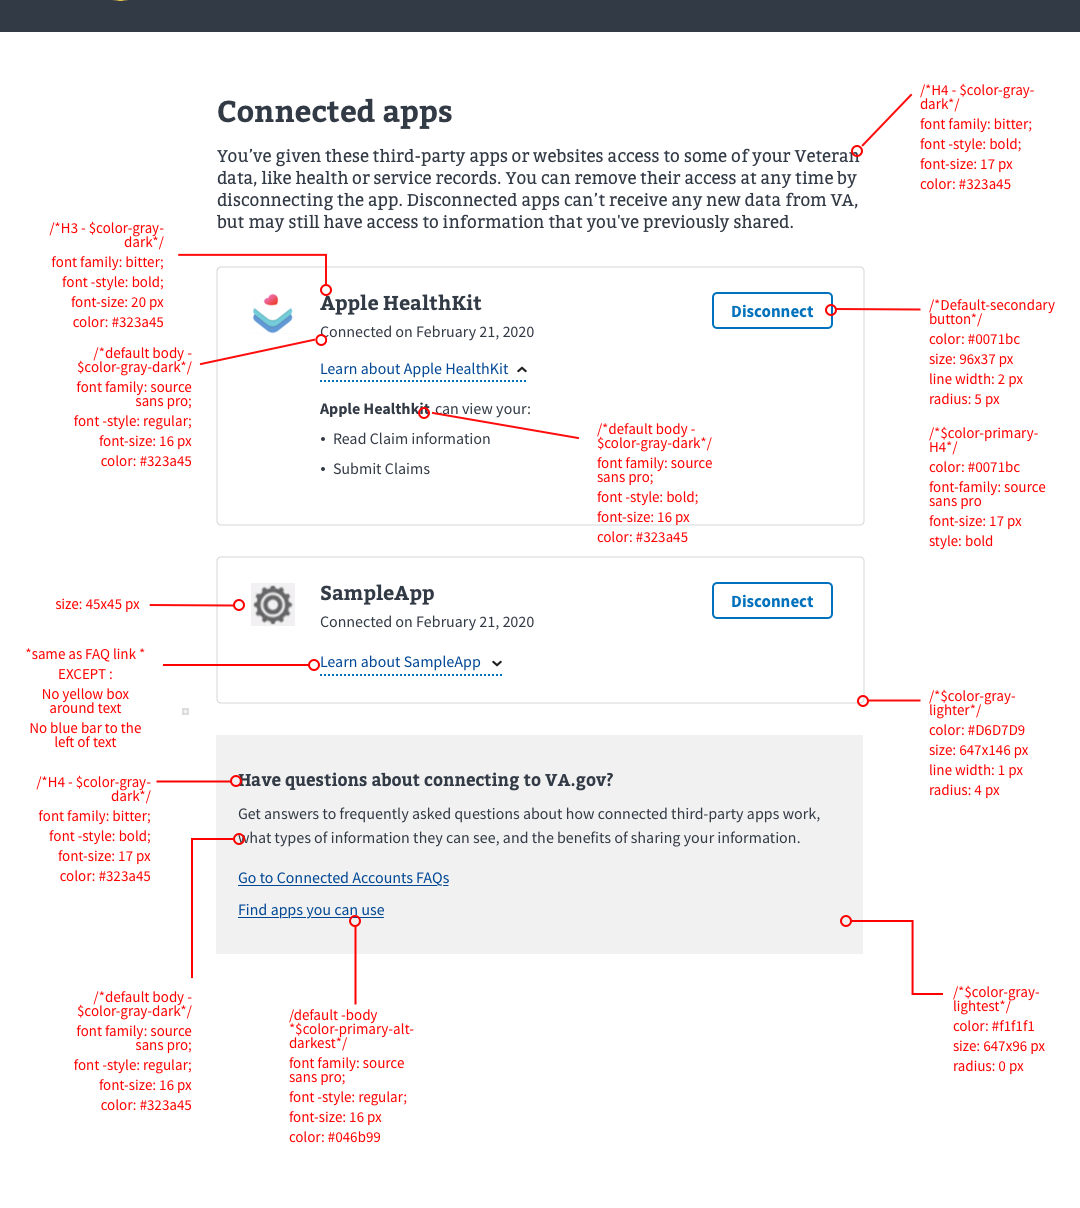 Connected apps
You’ve given these third-party apps or websites access to some of your Veteran
data, like health or service records. You can remove their access at any time by
disconnecting the app. Disconnected apps can’t receive any new data from VA,
but may still have access to information that you've previously shared.
/*H4 - $color-gray-
dark*/
font family: bitter;
font -style: bold;
font-size: 17 px
color: #323a45
/*H3 - $color-gray-
dark*/
font family: bitter;
font -style: bold;
font-size: 20 px
color: #323a45
/*default body -
$color-gray-dark*/
font family: source
sans pro;
font -style: regular;
font-size: 16 px
color: #323a45
Apple HealthKit
Connected on February 21, 2020
Disconnect
Learn about Apple HealthKit
Apple Healthkit can view your:
• Read Claim information
• Submit Claims
/*default body -
$color-gray-dark*/
font family: source
sans pro;
font -style: bold;
font-size: 16 px
color: #323a45
/*Default-secondary
button*/
color: #0071bc
size: 96x37 px
line width: 2 px
radius: 5 px
/*$color-primary-
H4*/
color: #0071bc
font-family: source
sans pro
font-size: 17 px
style: bold
size: 45x45 px
SampleApp
Connected on February 21, 2020
Disconnect
Learn about SampleApp
*same as FAQ link *
EXCEPT :
No yellow box
around text
No blue bar to the
left of text
/*$color-gray-
lighter*/
color: #D6D7D9
size: 647x146 px
line width: 1 px
radius: 4 px
/*H4 - $color-gray-
dark*/
font family: bitter;
font -style: bold;
font-size: 17 px
color: #323a45
Have questions about connecting to VA.gov?
Get answers to frequently asked questions about how connected third-party apps work,
what types of information they can see, and the benefits of sharing your information.
Go to Connected Accounts FAQs
Find apps you can use
/*default body -
$color-gray-dark*/
font family: source
sans pro;
font -style: regular;
font-size: 16 px
color: #323a45
/default -body
*$color-primary-alt-
darkest*/
font family: source
sans pro;
font -style: regular;
font-size: 16 px
color: #046b99
/*$color-gray-
lightest*/
color: #f1f1f1
size: 647x96 px
radius: 0 px